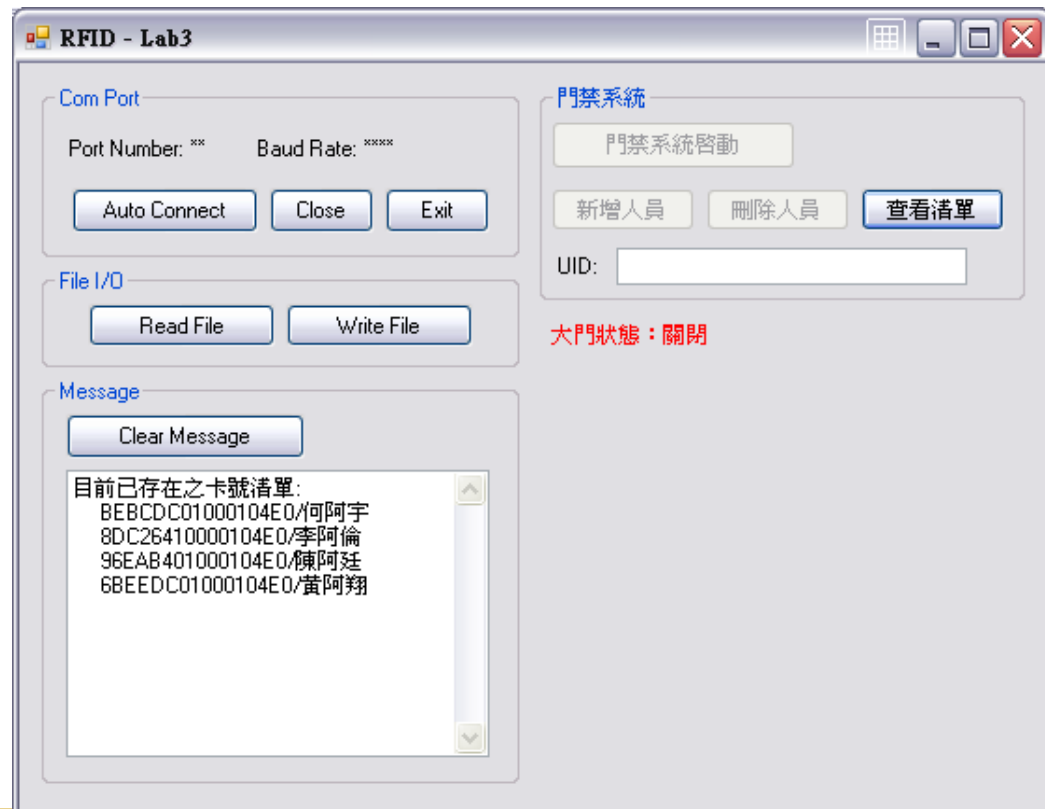 RFID - Lab3
Com Port
Port Number: ** Baud Rate: ****
Auto Connect Close Exit
File I/O
Read File Write File
Message
Clear Message
目前已存在之卡號清單:
BEBCDC01000104E0/何阿宇
8DC26410000104E0/李阿倫
96EAB401000104E0/陳阿廷
6BEEDC01000104E0/黃阿翔
門禁系統
門禁系統啓動
新增人員 刪除人員 查看清單
UID:
大門狀態：關閉